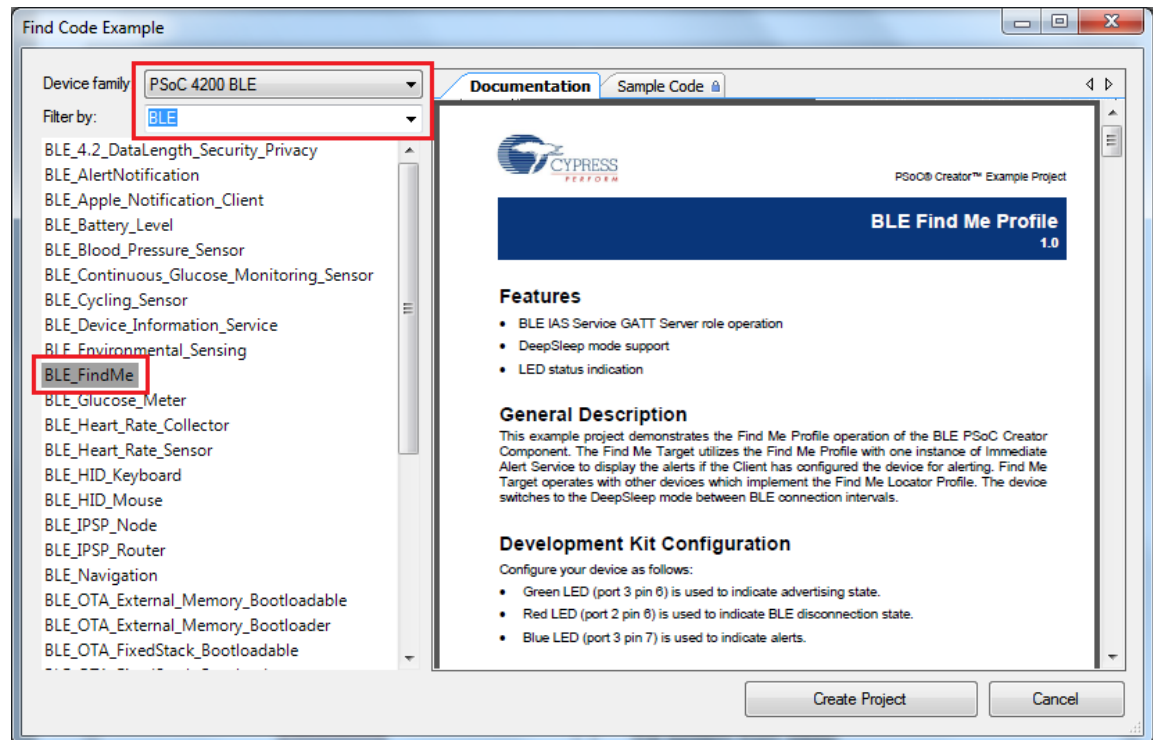 Find Code Example
Device family
PSoC 4200 BLE
Filter by:
BLE
BLE_4.2_DataLength_Security_Privacy
BLE_AlertNotification
BLE_Apple_Notification_Client
BLE_Battery_Level
BLE_Blood_Pressure_Sensor
BLE_Continuous_Glucose_Monitoring_Sensor
BLE_Cycling_Sensor
BLE_Device_Information_Service
BLE_Environmental_Sensing
BLE_FindMe
BLE_Glucose_Meter
BLE_Heart_Rate_Collector
BLE_Heart_Rate_Sensor
BLE_HID_Keyboard
BLE_HID_Mouse
BLE_IPSP_Node
BLE_IPSP_Router
BLE_Navigation
BLE_OTA_External_Memory_Bootloadable
BLE_OTA_External_Memory_Bootloader
BLE_OTA_FixedStack_Bootloadable
Documentation
Sample Code
CYPRESS
PERFORM
PSoC® Creator™ Example Project
BLE Find Me Profile
1.0
Features
• BLE IAS Service GATT Server role operation
• DeepSleep mode support
• LED status indication
General Description
This example project demonstrates the Find Me Profile operation of the BLE PSoC Creator
Component. The Find Me Target utilizes the Find Me Profile with one instance of Immediate
Alert Service to display the alerts if the Client has configured the device for alerting. Find Me
Target operates with other devices which implement the Find Me Locator Profile. The device
switches to the DeepSleep mode between BLE connection intervals.
Development Kit Configuration
Configure your device as follows:
• Green LED (port 3 pin 6) is used to indicate advertising state.
• Red LED (port 2 pin 6) is used to indicate BLE disconnection state.
• Blue LED (port 3 pin 7) is used to indicate alerts.
Create Project
Cancel